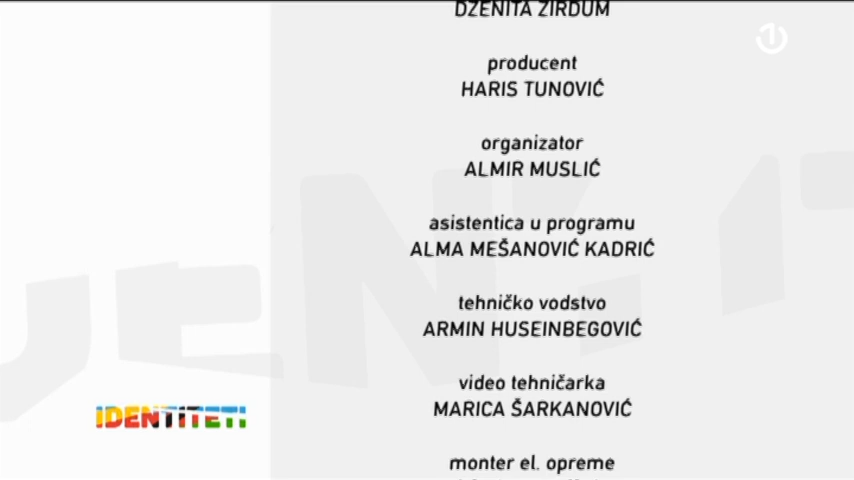 DŽENITA ZIRDUM
producent
HARIS TUNOVIĆ
organizator
ALMIR MUSLIĆ
asistentica u programu
ALMA MEŠANOVIĆ KADRIĆ
tehničko vodstvo
ARMIN HUSEINBEGOVIĆ
video tehničarka
MARICA ŠARKANOVIĆ
monter el. opreme
IDENTITETI
1